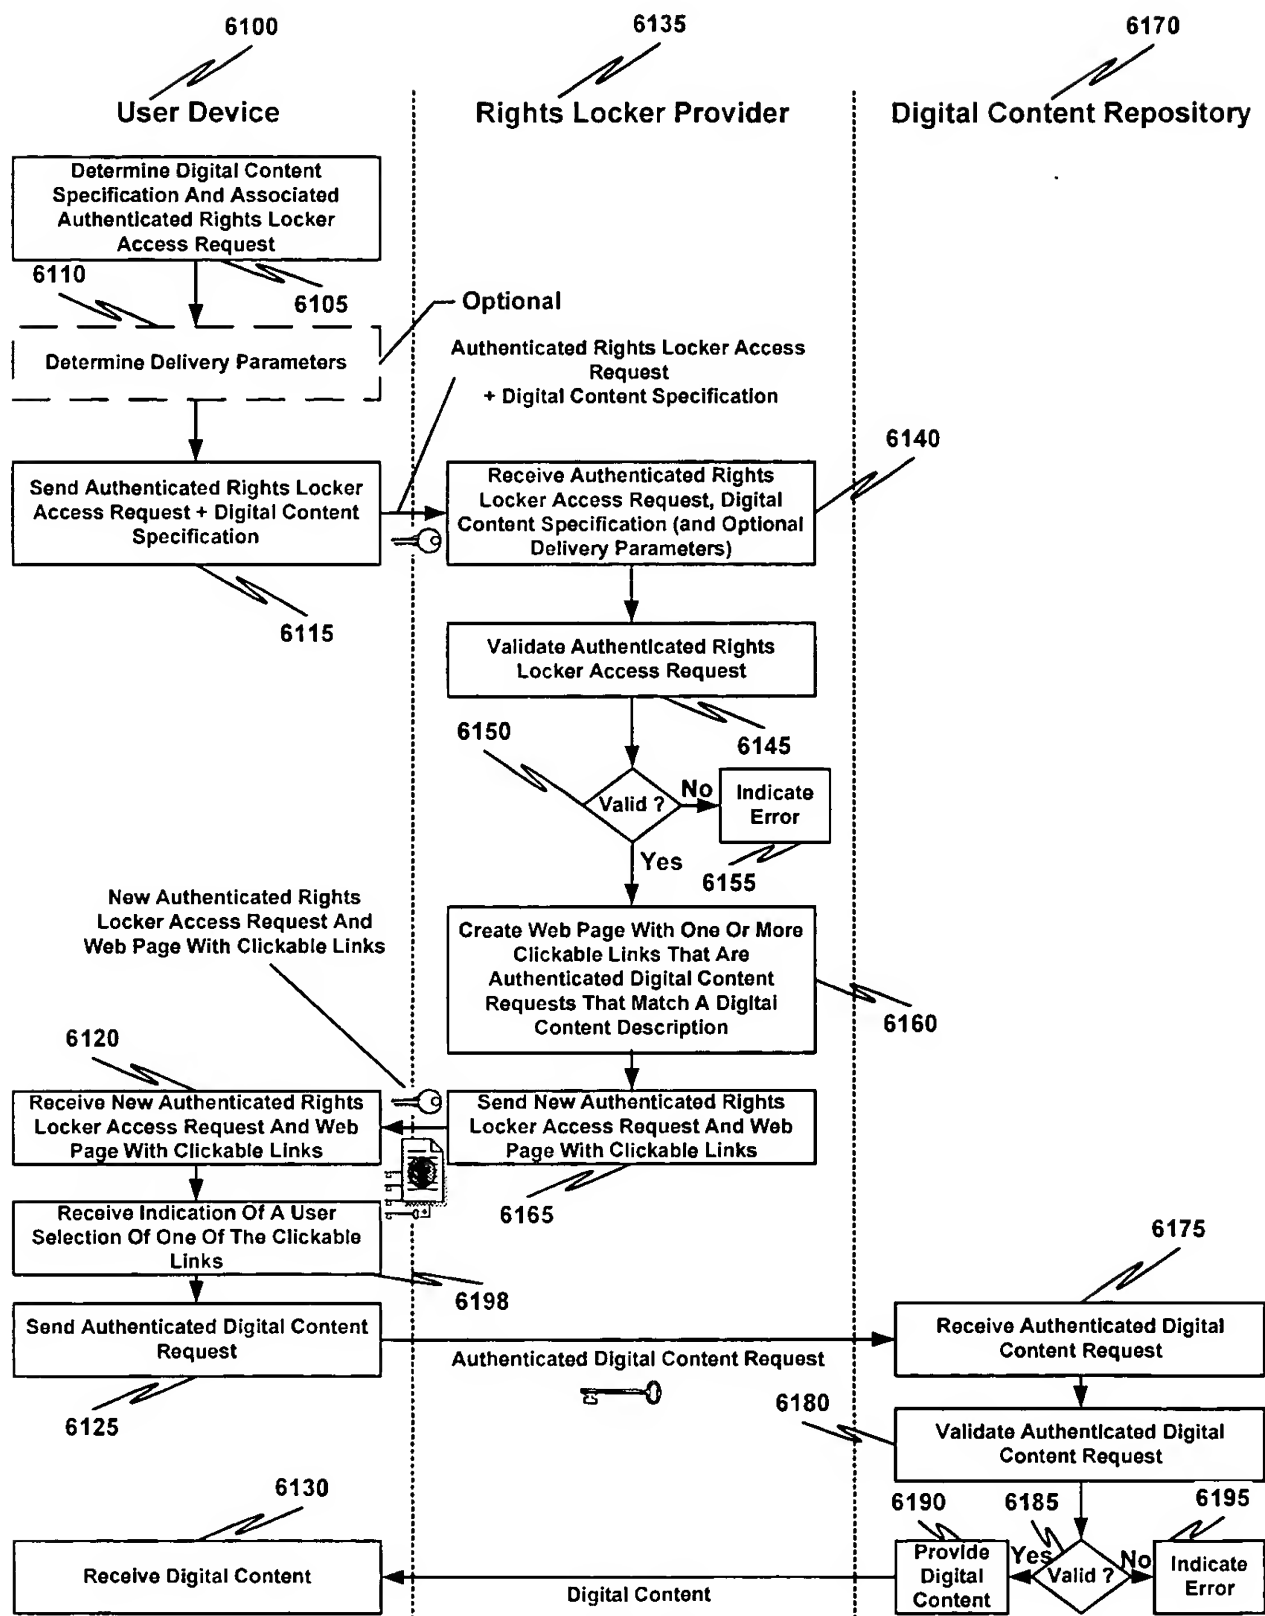 6100
6135
6170
User Device
Rights Locker Provider
Digital Content Repository
Determine Digital Content
Specification And Associated
Authenticated Rights Locker
Access Request
6110
6105
Optional
Determine Delivery Parameters
Authenticated Rights Locker Access
Request
+ Digital Content Specification
6140
Send Authenticated Rights Locker
Access Request + Digital Content
Specification
Receive Authenticated Rights
Locker Access Request, Digital
Content Specification (and Optional
Delivery Parameters)
6115
Validate Authenticated Rights
Locker Access Request
6150
6145
Valid ?
No
Indicate
Error
Yes
6155
New Authenticated Rights
Locker Access Request And
Web Page With Clickable Links
Create Web Page With One Or More
Clickable Links That Are
Authenticated Digital Content
Requests That Match A Digital
Content Description
6160
6120
Receive New Authenticated Rights
Locker Access Request And Web
Page With Clickable Links
Send New Authenticated Rights
Locker Access Request And Web
Page With Clickable Links
6165
Receive Indication Of A User
Selection Of One Of The Clickable
Links
6198
6175
Send Authenticated Digital Content
Request
Authenticated Digital Content Request
Receive Authenticated Digital
Content Request
6125
6180
Validate Authenticated Digital
Content Request
6130
6190
6185
6195
Receive Digital Content
Digital Content
Provide
Digital
Content
Yes
Valid ?
No
Indicate
Error